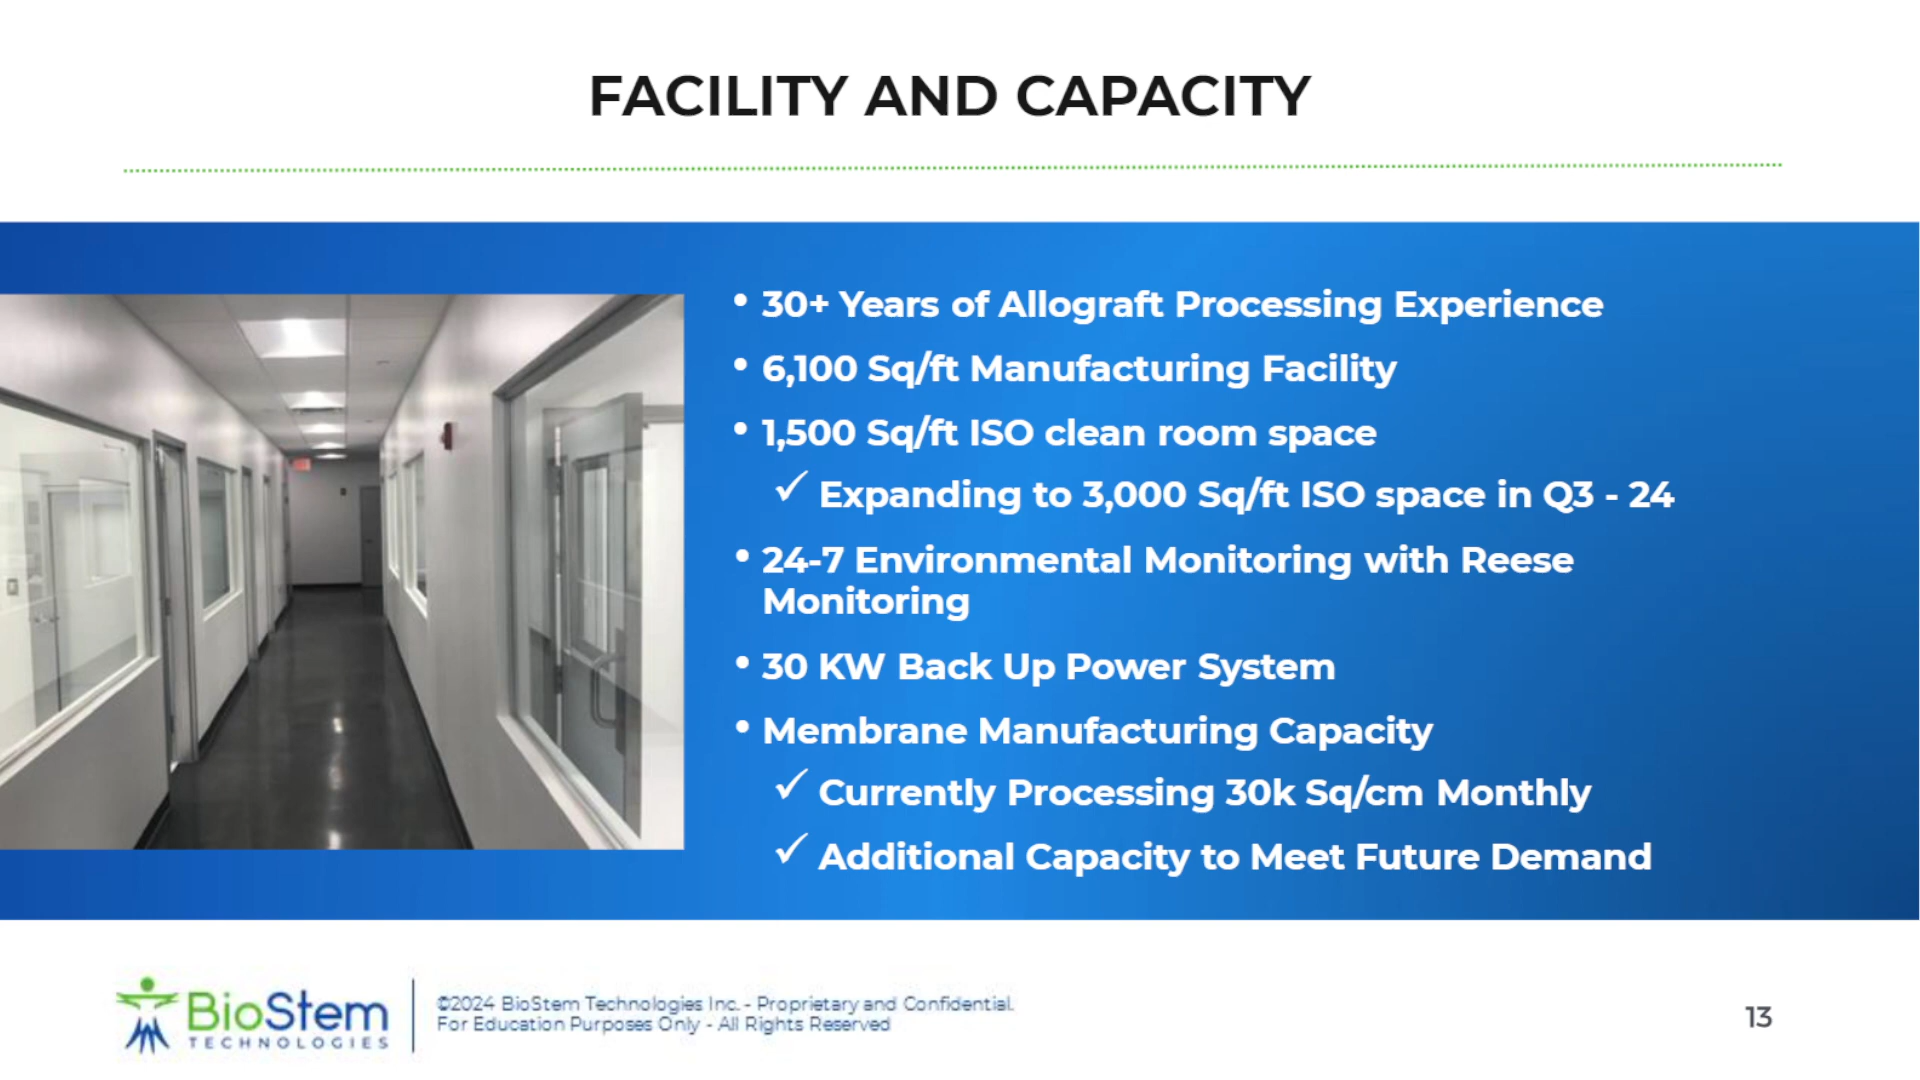 FACILITY AND CAPACITY
• 30+ Years of Allograft Processing Experience
• 6,100 Sq/ft Manufacturing Facility
• 1,500 Sq/ft ISO clean room space
✓ Expanding to 3,000 Sq/ft ISO space in Q3 - 24
• 24-7 Environmental Monitoring with Reese
Monitoring
• 30 KW Back Up Power System
• Membrane Manufacturing Capacity
✓ Currently Processing 30k Sq/cm Monthly
✓ Additional Capacity to Meet Future Demand
BioStem
TECHNOLOGIES
©2024 BioStem Technologies Inc. - Proprietary and Confidential.
For Education Purposes Only - All Rights Reserved
13